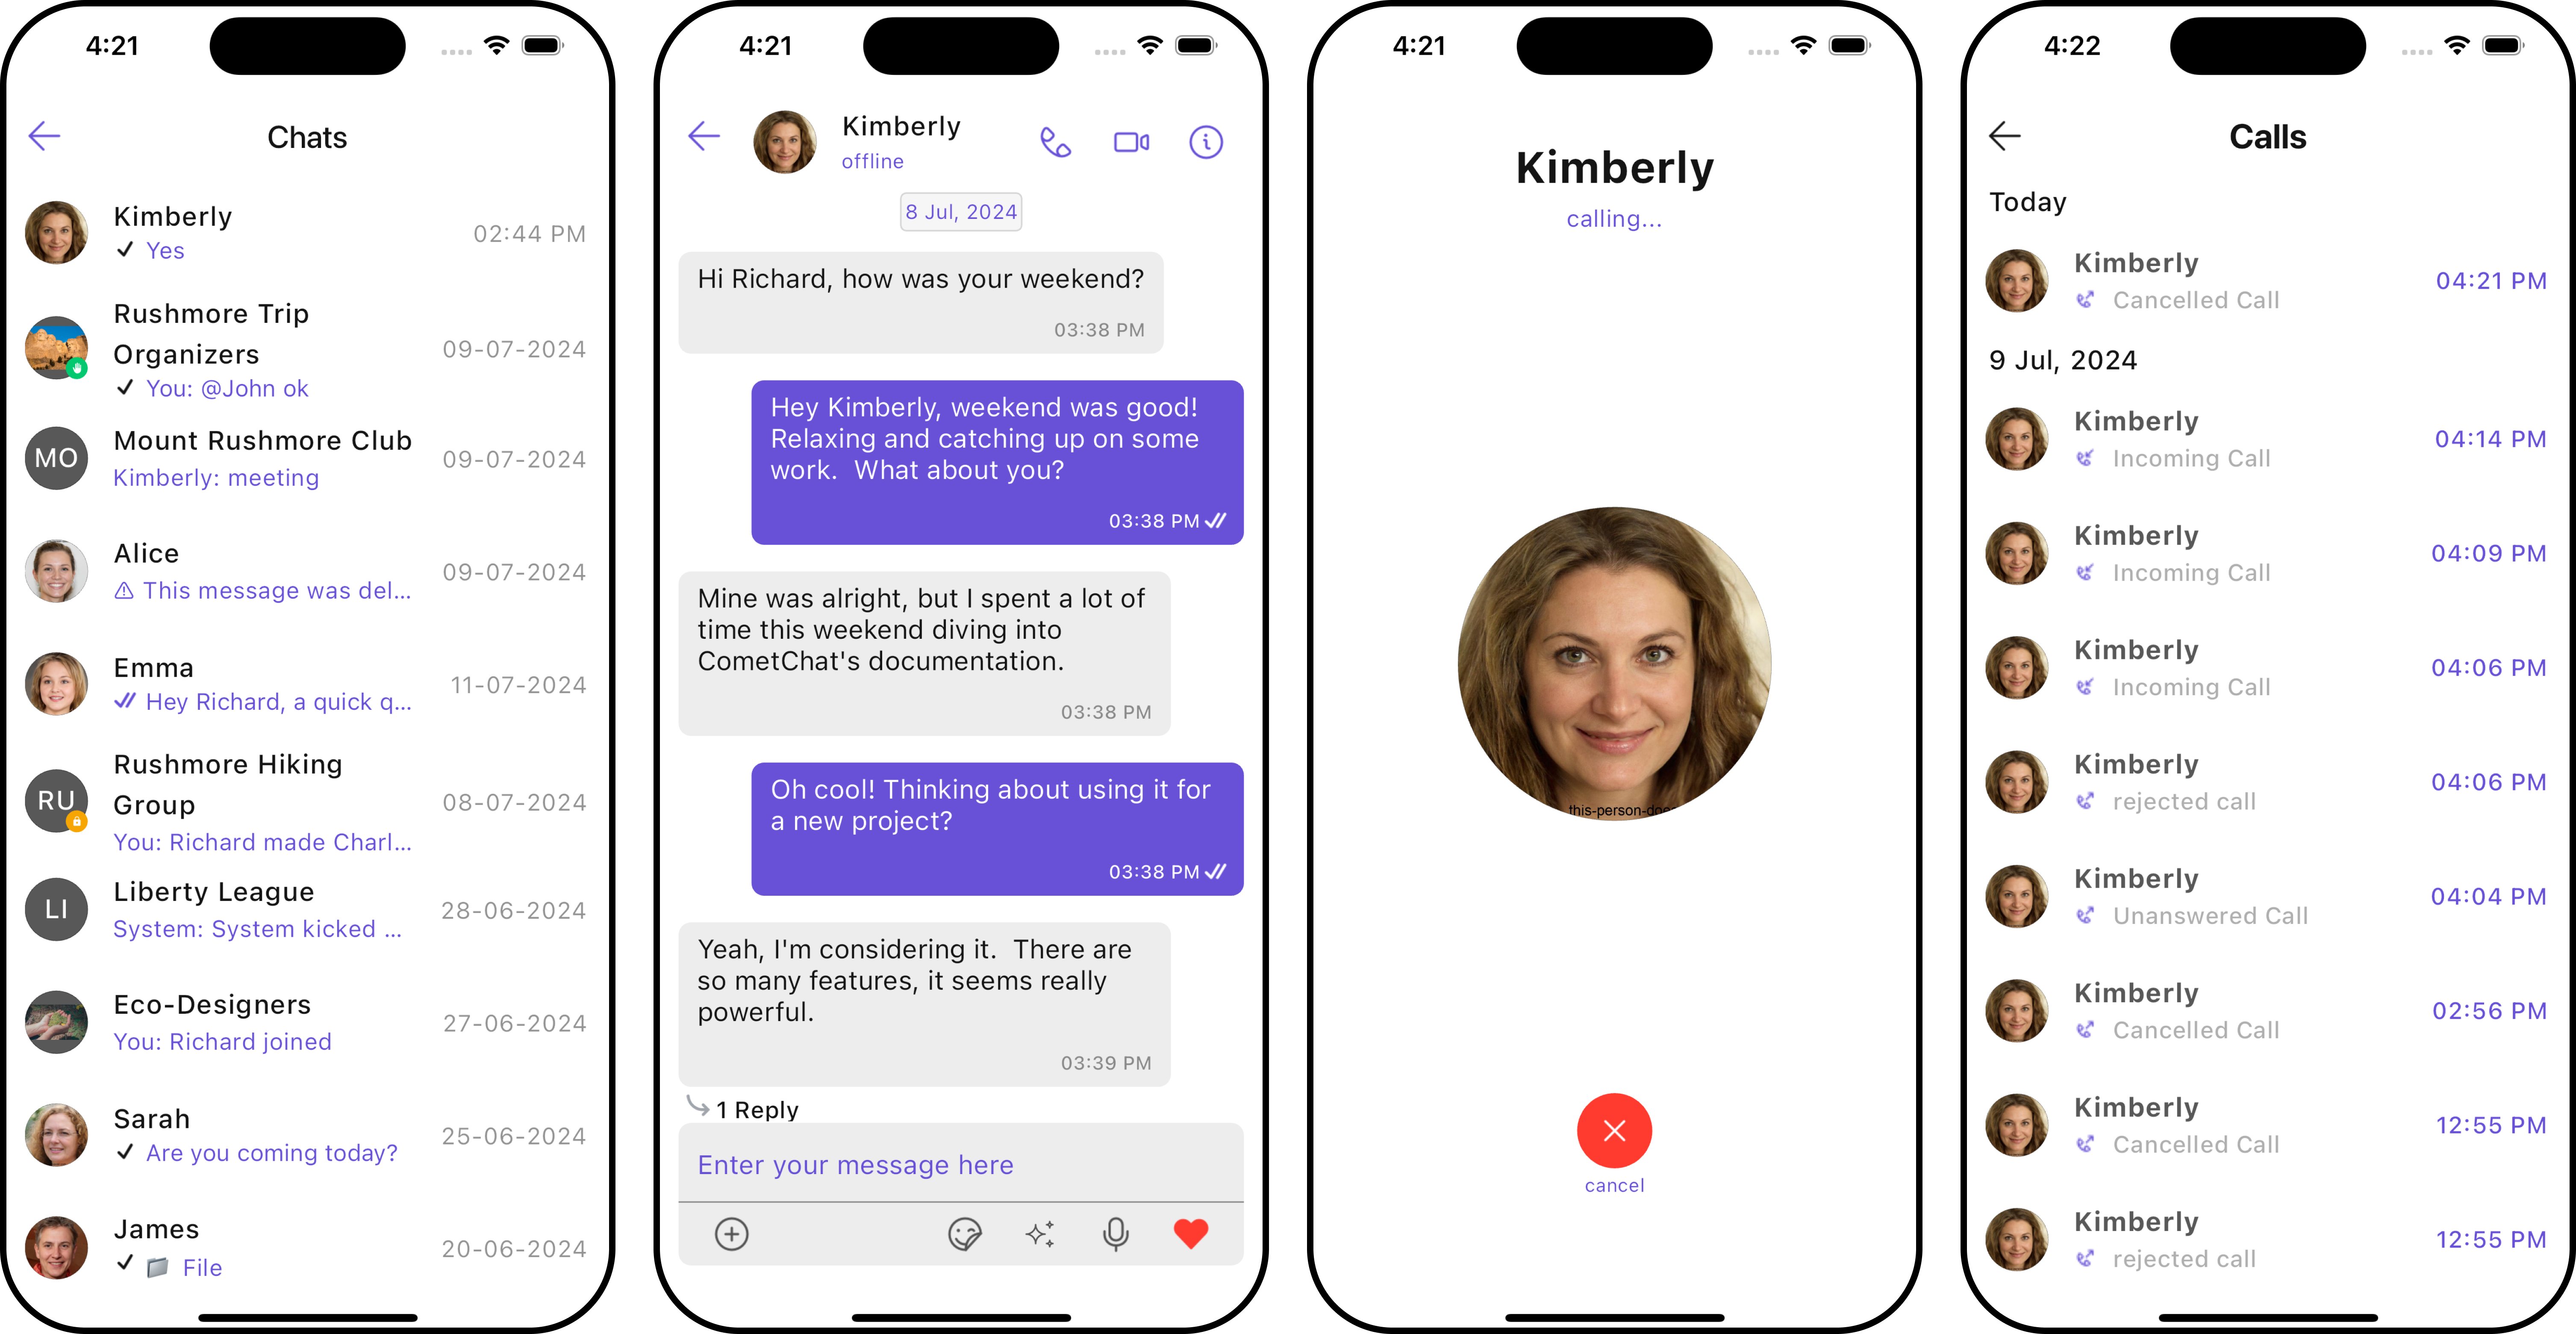 4:21
Chats
Kimberly
Yes
02:44 PM
Rushmore Trip
Organizers
You: @John ok
09-07-2024
MO
Mount Rushmore Club
Kimberly: meeting
09-07-2024
Alice
This message was del...
09-07-2024
Emma
Hey Richard, a quick q...
11-07-2024
RU
Rushmore Hiking
Group
You: Richard made Charl...
08-07-2024
LI
Liberty League
System: System kicked ...
28-06-2024
Eco-Designers
You: Richard joined
27-06-2024
Sarah
Are you coming today?
25-06-2024
James
File
20-06-2024
4:21
Kimberly
offline
8 Jul, 2024
Hi Richard, how was your weekend?
03:38 PM
Hey Kimberly, weekend was good!
Relaxing and catching up on some
work.  What about you?
03:38 PM
Mine was alright, but I spent a lot of
time this weekend diving into
CometChat's documentation.
03:38 PM
Oh cool! Thinking about using it for
a new project?
03:38 PM
Yeah, I'm considering it.  There are
so many features, it seems really
powerful.
03:39 PM
1 Reply
Enter your message here
4:21
Kimberly
calling...
this-person-doe
cancel
4:22
Calls
Today
Kimberly
Cancelled Call
04:21 PM
9 Jul, 2024
Kimberly
Incoming Call
04:14 PM
Kimberly
Incoming Call
04:09 PM
Kimberly
Incoming Call
04:06 PM
Kimberly
rejected call
04:06 PM
Kimberly
Unanswered Call
04:04 PM
Kimberly
Cancelled Call
02:56 PM
Kimberly
Cancelled Call
12:55 PM
Kimberly
rejected call
12:55 PM